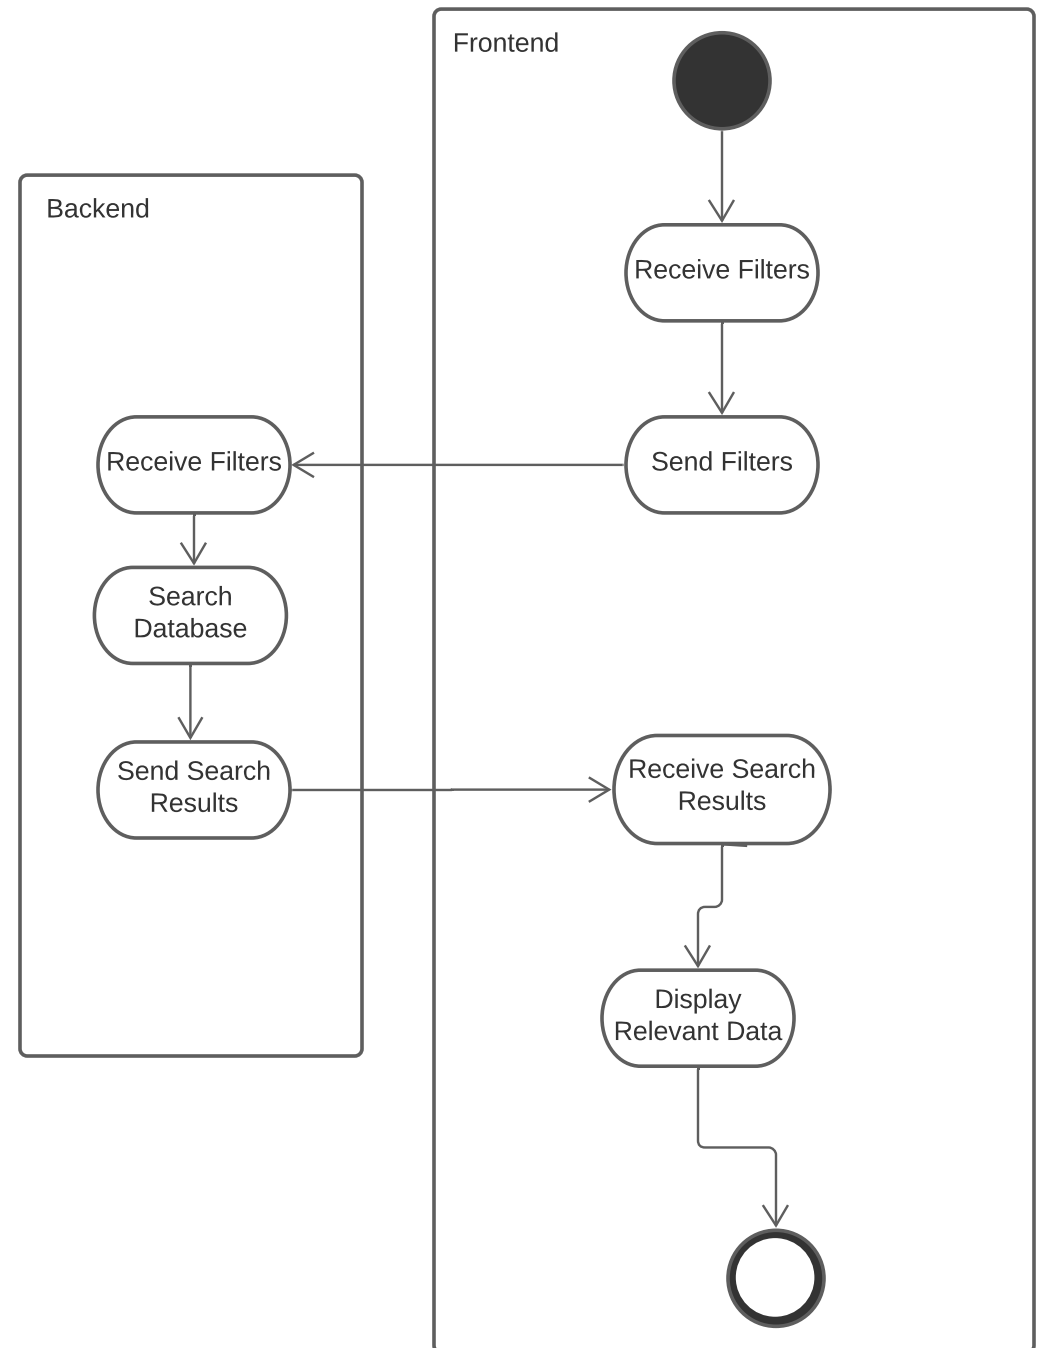 Frontend
Backend
Receive Filters
Send Filters
Receive Filters
Search
Database
Send Search
Results
Receive Search
Results
Display
Relevant Data